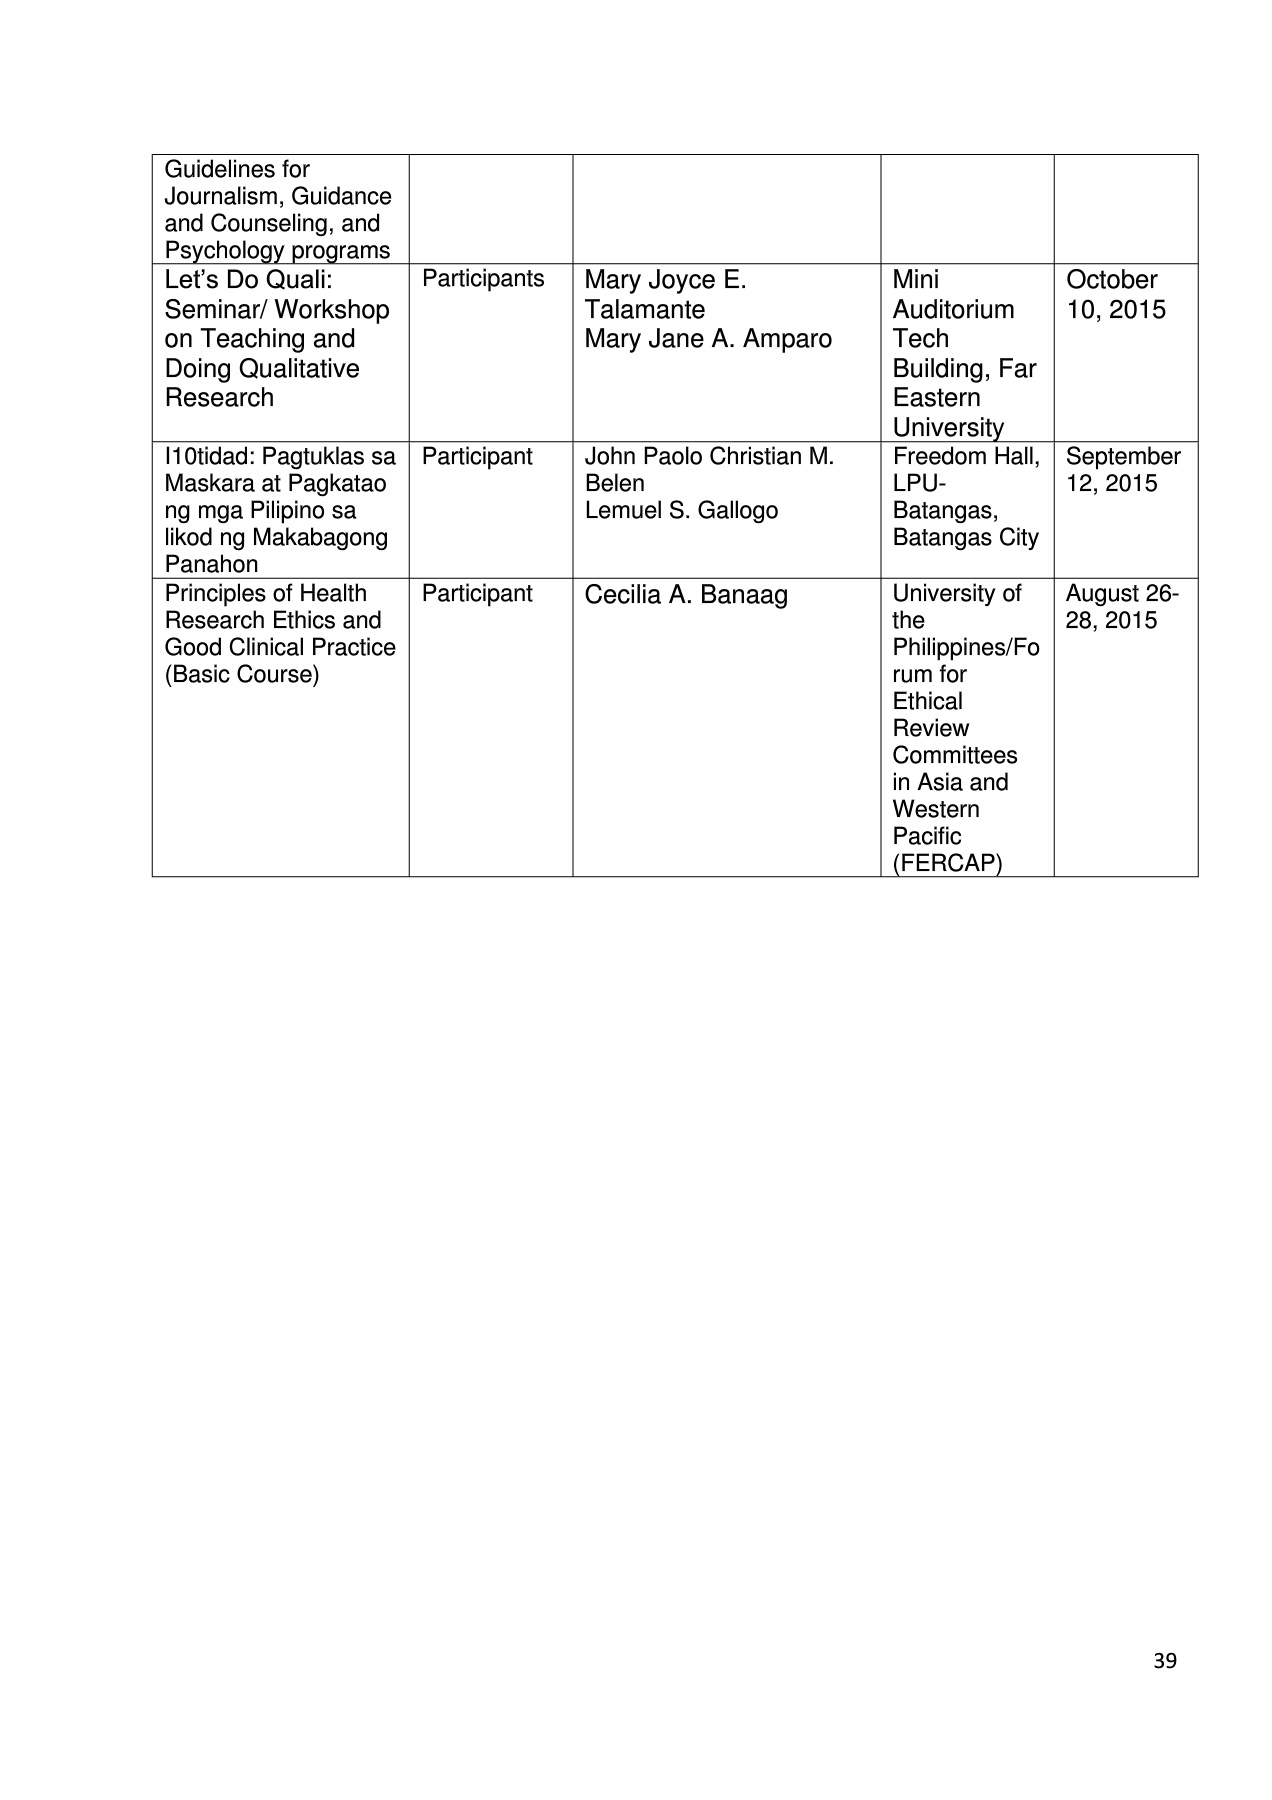 Guidelines for
Journalism, Guidance
and Counseling, and
Psychology programs
Let’s Do Quali:
Seminar/ Workshop
on Teaching and
Doing Qualitative
Research
Participants
Mary Joyce E.
Talamante
Mary Jane A. Amparo
Mini
Auditorium
Tech
Building, Far
Eastern
University
October
10, 2015
I10tidad: Pagtuklas sa
Maskara at Pagkatao
ng mga Pilipino sa
likod ng Makabagong
Panahon
Participant
John Paolo Christian M.
Belen
Lemuel S. Gallogo
Freedom Hall,
LPU-
Batangas,
Batangas City
September
12, 2015
Principles of Health
Research Ethics and
Good Clinical Practice
(Basic Course)
Participant
Cecilia A. Banaag
University of
the
Philippines/Fo
rum for
Ethical
Review
Committees
in Asia and
Western
Pacific
(FERCAP)
August 26-
28, 2015
39